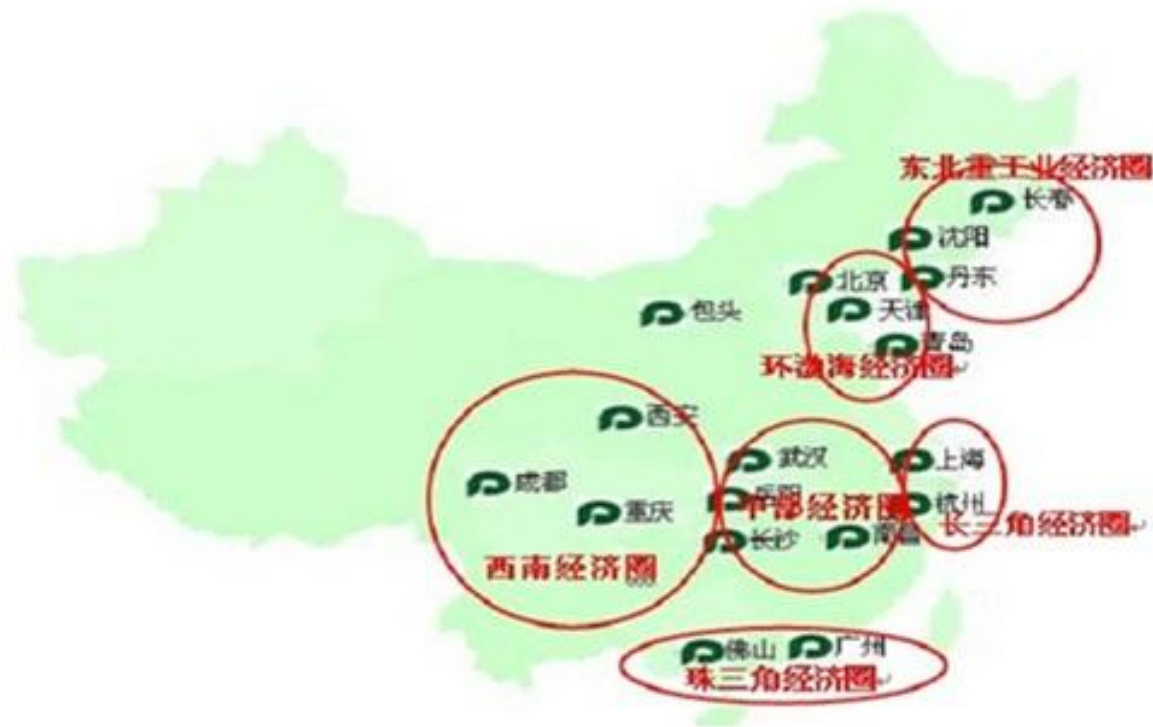 东北重工业经济圈
长春
沈阳
北京
丹东
包头
天津
青岛
环渤海经济圈
西安
武汉
上海
成都
岳阳
杭州
重庆
中部经济圈
长三角经济圈
长沙
南昌
西南经济圈
佛山
广州
珠三角经济圈